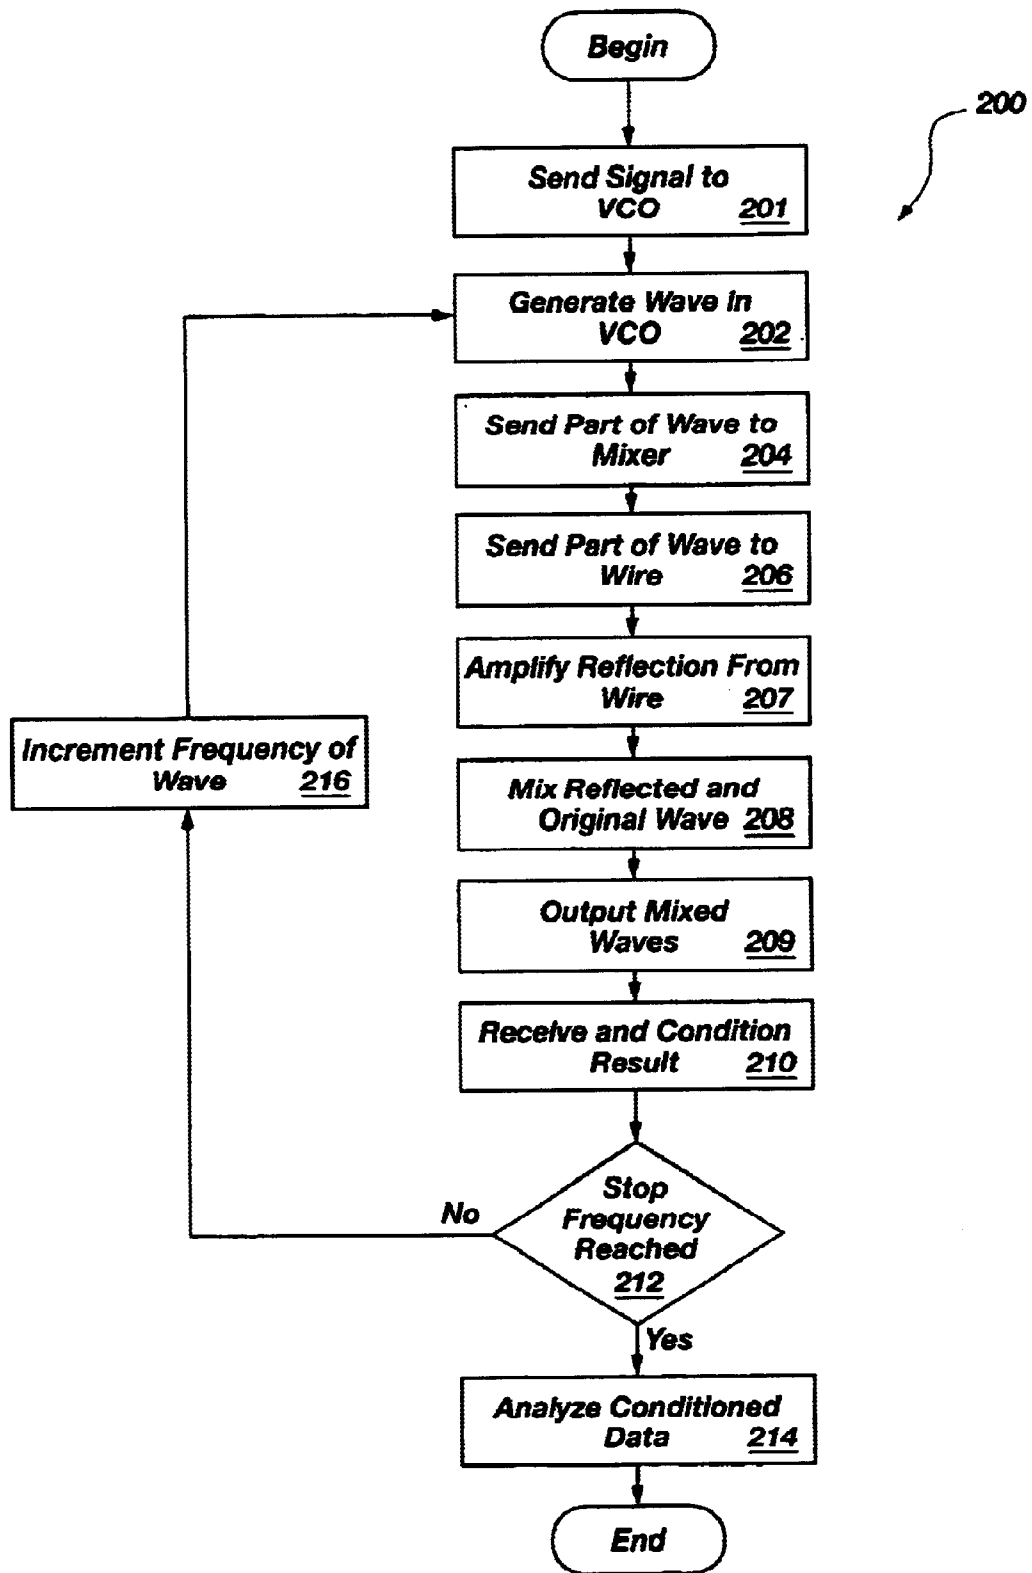 Begin
200
Send Signal to
VCO 201
Generate Wave in
VCO 202
Send Part of Wave to
Mixer 204
Send Part of Wave to
Wire 206
Amplify Reflection From
Wire 207
Increment Frequency of
Wave 216
Mix Reflected and
Original Wave 208
Output Mixed
Waves 209
Receive and Condition
Result 210
Stop
Frequency
Reached
212
No
Yes
Analyze Conditioned
Data 214
End